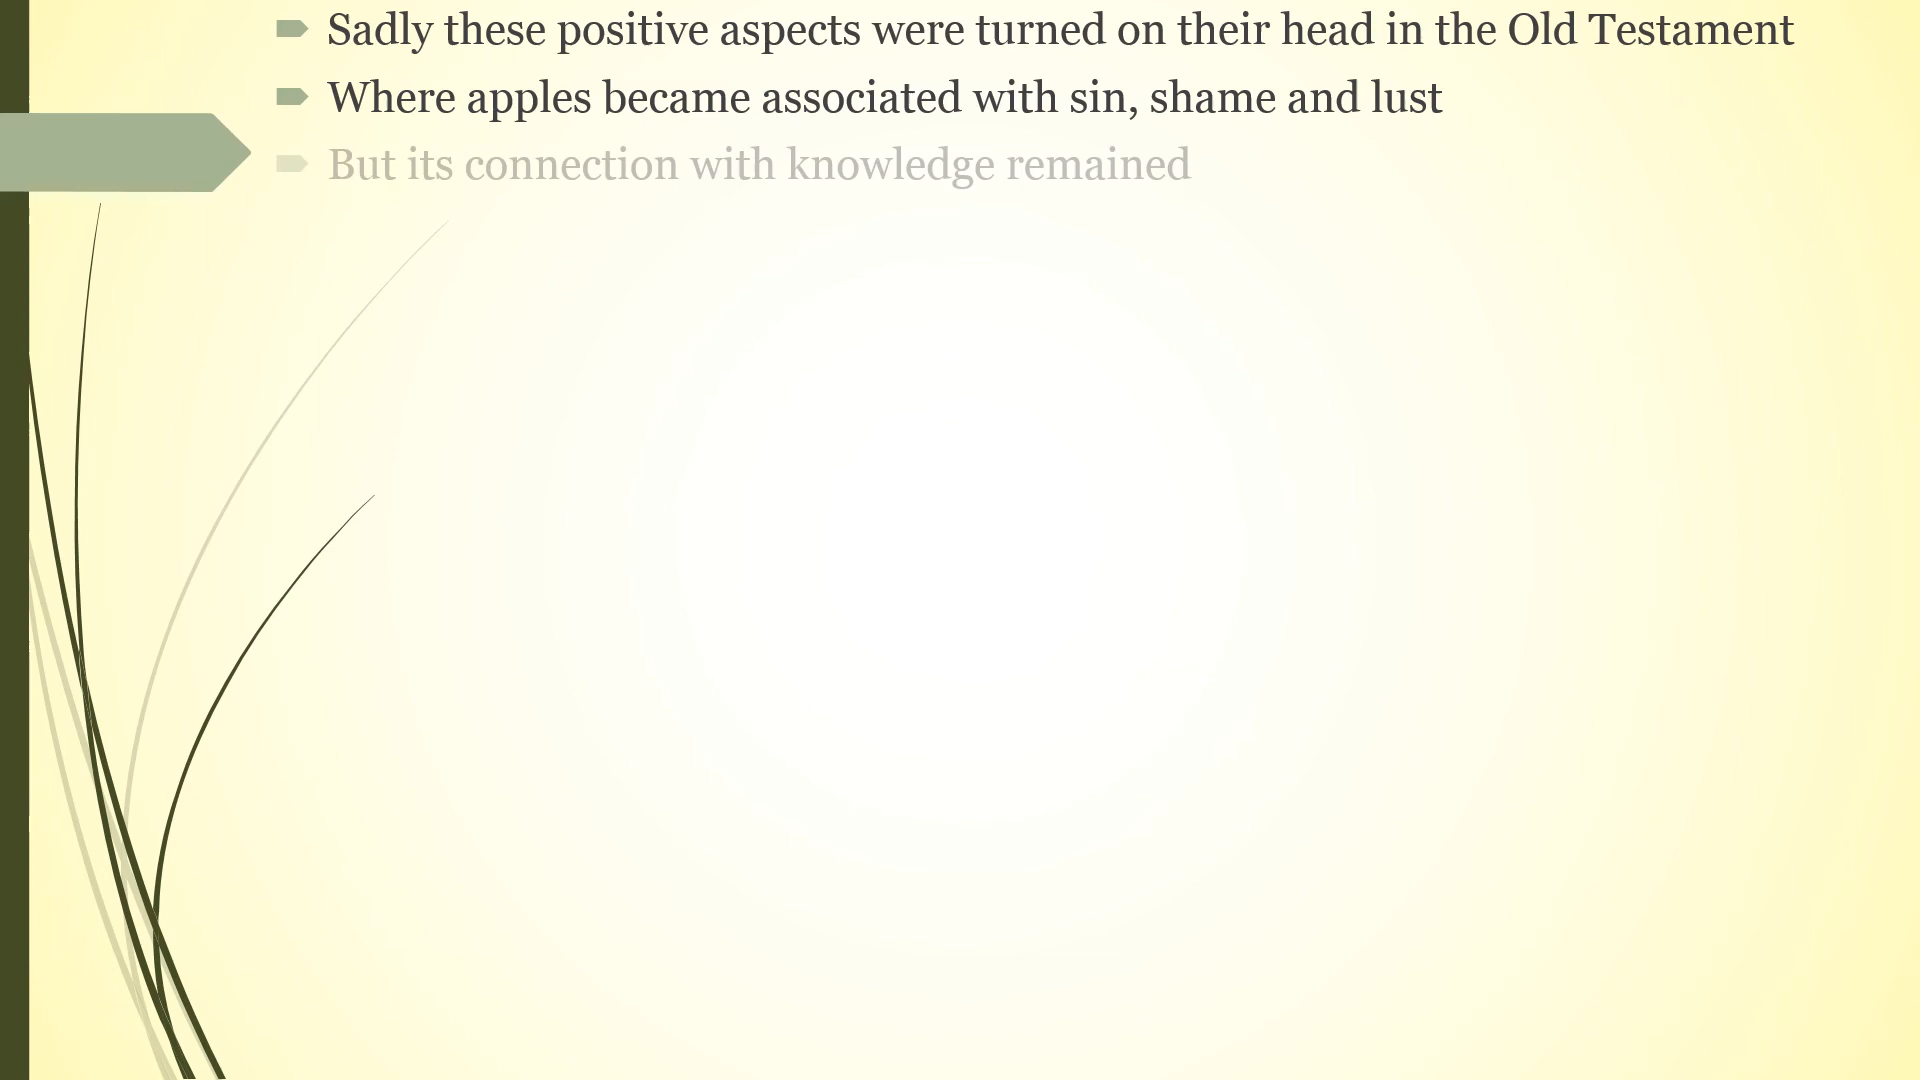 Sadly these positive aspects were turned on their head in the Old Testament
Where apples became associated with sin, shame and lust
But its connection with knowledge remained